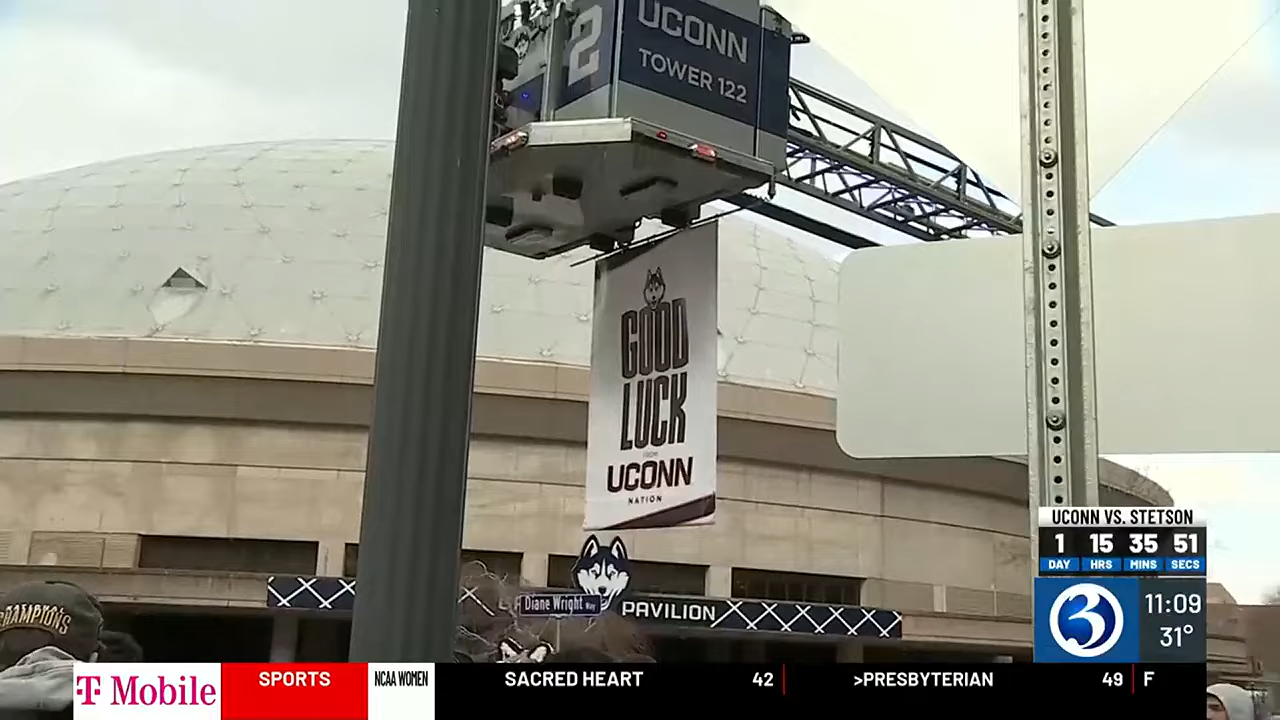 2
UCONN
TOWER 122
GOOD
LUCK
FROM
UCONN
NATION
Diane Wright Way
PAVILION
CHAMPIONS
UCONN VS. STETSON
1 15 35 51
DAY HRS MINS SECS
3
11:09
31°
T Mobile
SPORTS
NCAA WOMEN
SACRED HEART 42
>PRESBYTERIAN 49 F